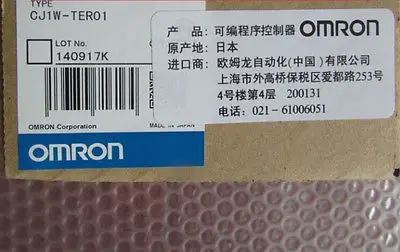 TYPE
CJ1W-TER01
LOT No.
140917K
OMRON Corporation
MADE IN JAPAN
OMRON
产 品：可编程序控制器 OMRON
原产地：日本
进口商：欧姆龙自动化(中国)有限公司
上海市外高桥保税区爱都路253号
4号楼第4层 200131
电话：021-61006051